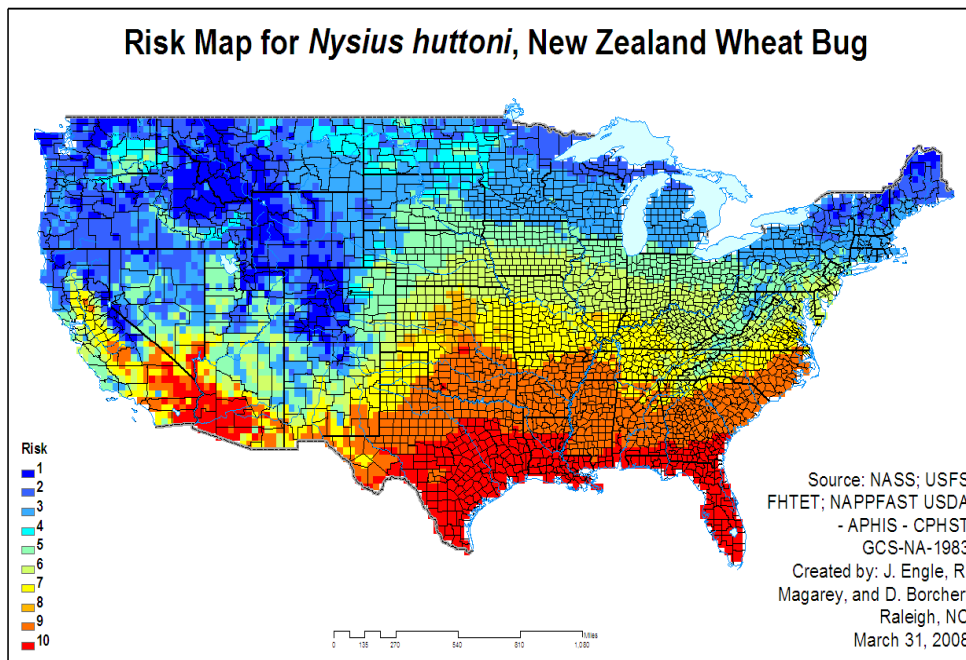 Risk Map for Nysius huttoni, New Zealand Wheat Bug
Risk
1
2
3
4
5
6
7
8
9
10
Source: NASS; USFS
FHTET; NAPPFAST USDA
- APHIS - CPHST
GCS-NA-1983
Created by: J. Engle, R
Magarey, and D. Borcher
Raleigh, NC
March 31, 2008
Miles
0 135 270 540 810 1,080